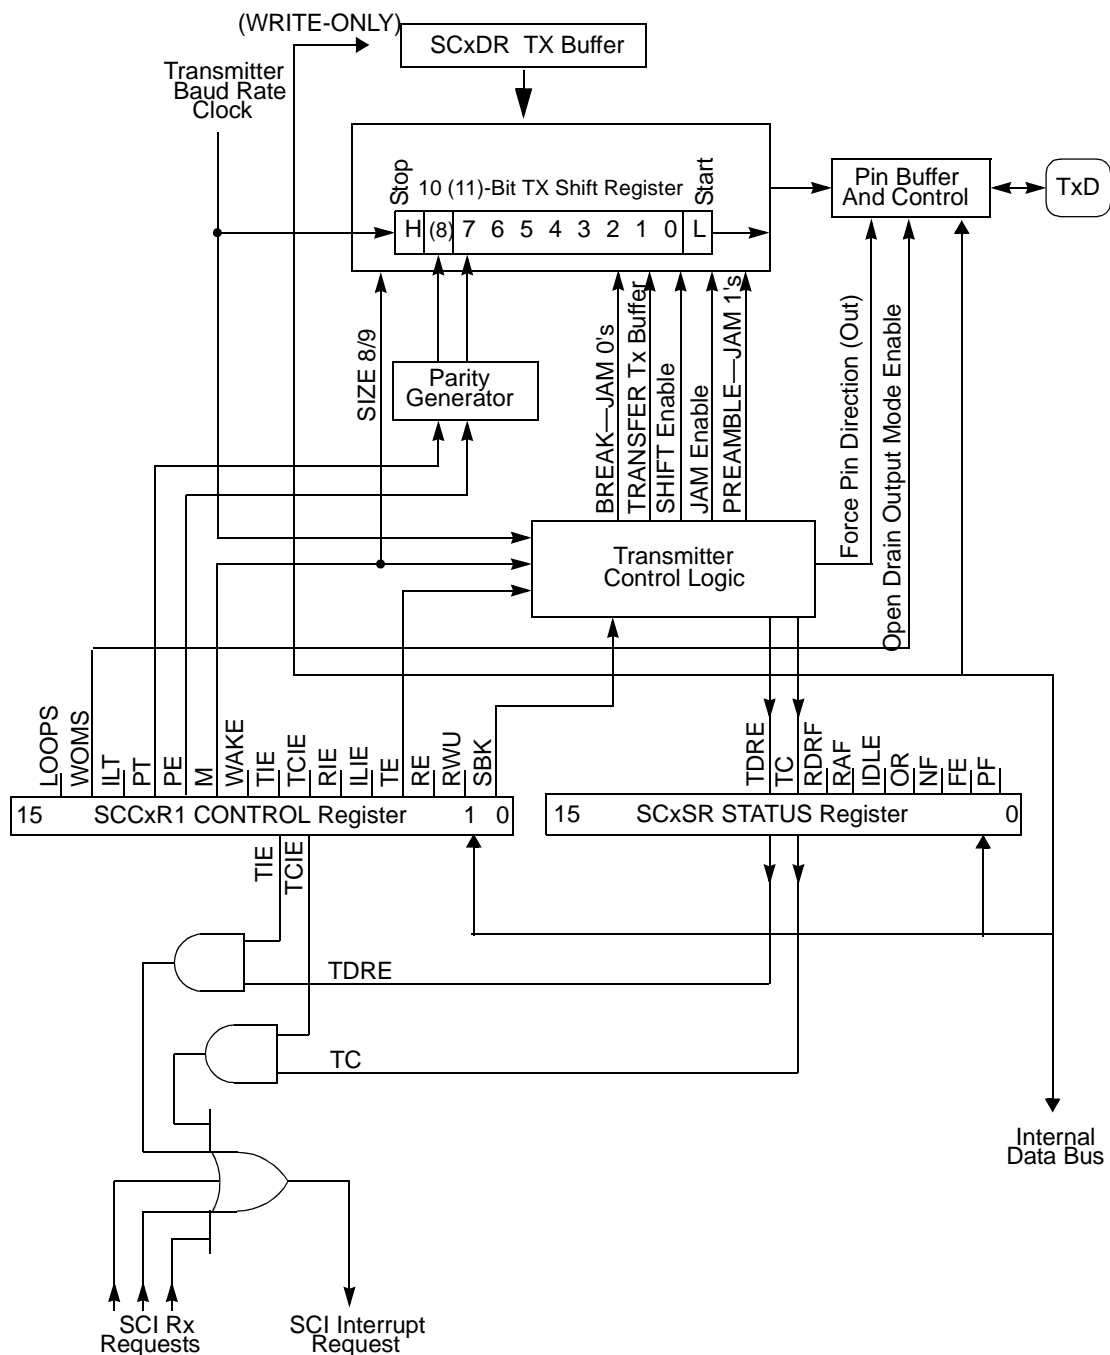 (WRITE-ONLY)
SCxDR TX Buffer
Transmitter
Baud Rate
Clock
Stop
10 (11)-Bit TX Shift Register
Start
H (8) 7 6 5 4 3 2 1 0 L
Pin Buffer
And Control
TxD
SIZE 8/9
Parity
Generator
BREAK—JAM 0's
TRANSFER Tx Buffer
SHIFT Enable
JAM Enable
PREAMBLE—JAM 1's
Force Pin Direction (Out)
Open Drain Output Mode Enable
Transmitter
Control Logic
LOOPS
WOMS
ILT
PT
PE
M
WAKE
TIE
TCIE
RIE
ILIE
TE
RE
RWU
SBK
TDRE
TC
RDRF
RAF
IDLE
OR
NF
FE
PF
15 SCCxR1 CONTROL Register 1 0
15 SCxSR STATUS Register 0
TIE
TCIE
TDRE
TC
Internal
Data Bus
SCI Rx
Requests
SCI Interrupt
Request